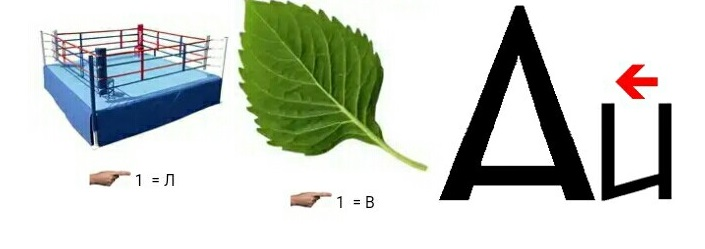 1 = Л
1 = В
Ай